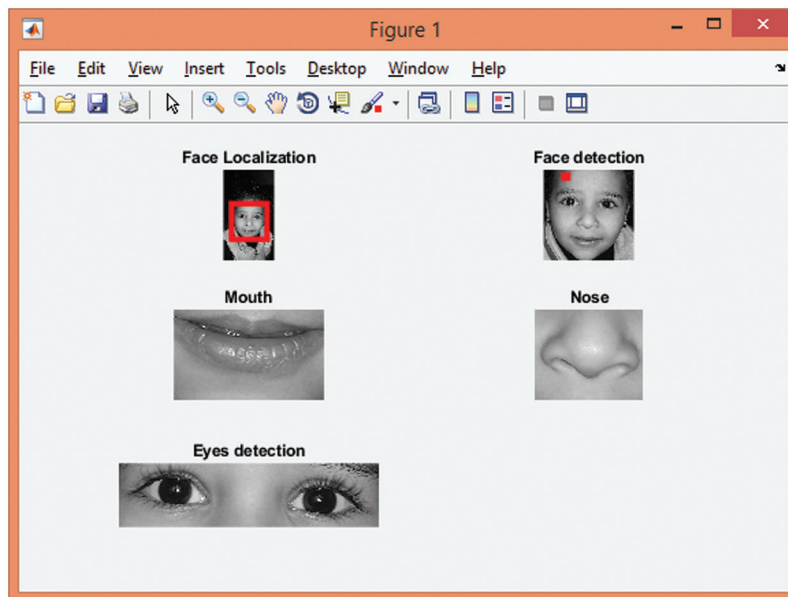 Figure 1
File Edit View Insert Tools Desktop Window Help
Face Localization
Face detection
Mouth
Nose
Eyes detection